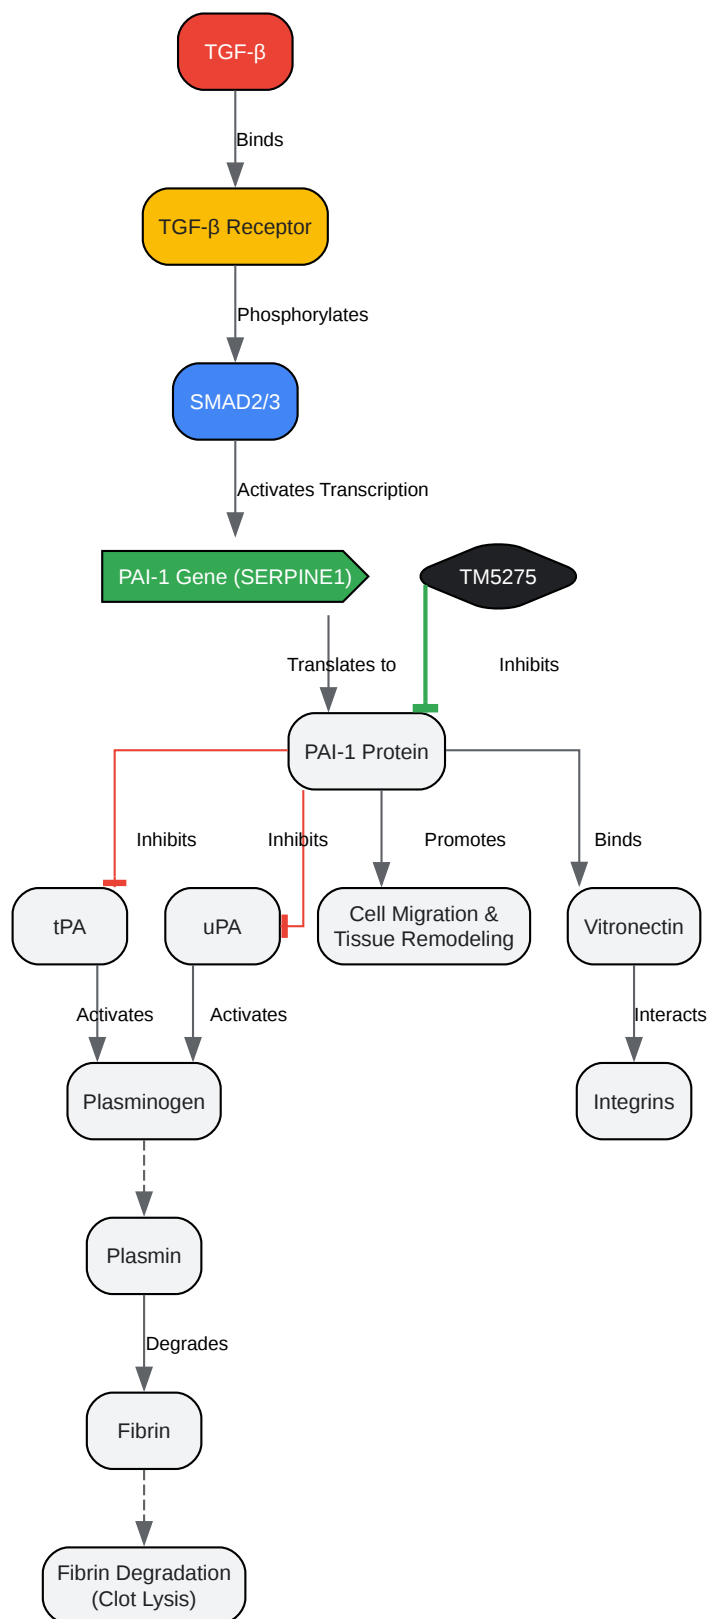 TGF-β
Binds
TGF-β Receptor
Phosphorylates
SMAD2/3
Activates Transcription
PAI-1 Gene (SERPINE1)
TM5275
Translates to
Inhibits
PAI-1 Protein
Inhibits
Inhibits
Promotes
Binds
tPA
uPA
Cell Migration &
Tissue Remodeling
Vitronectin
Activates
Activates
Interacts
Plasminogen
Integrins
Plasmin
Degrades
Fibrin
Fibrin Degradation
(Clot Lysis)